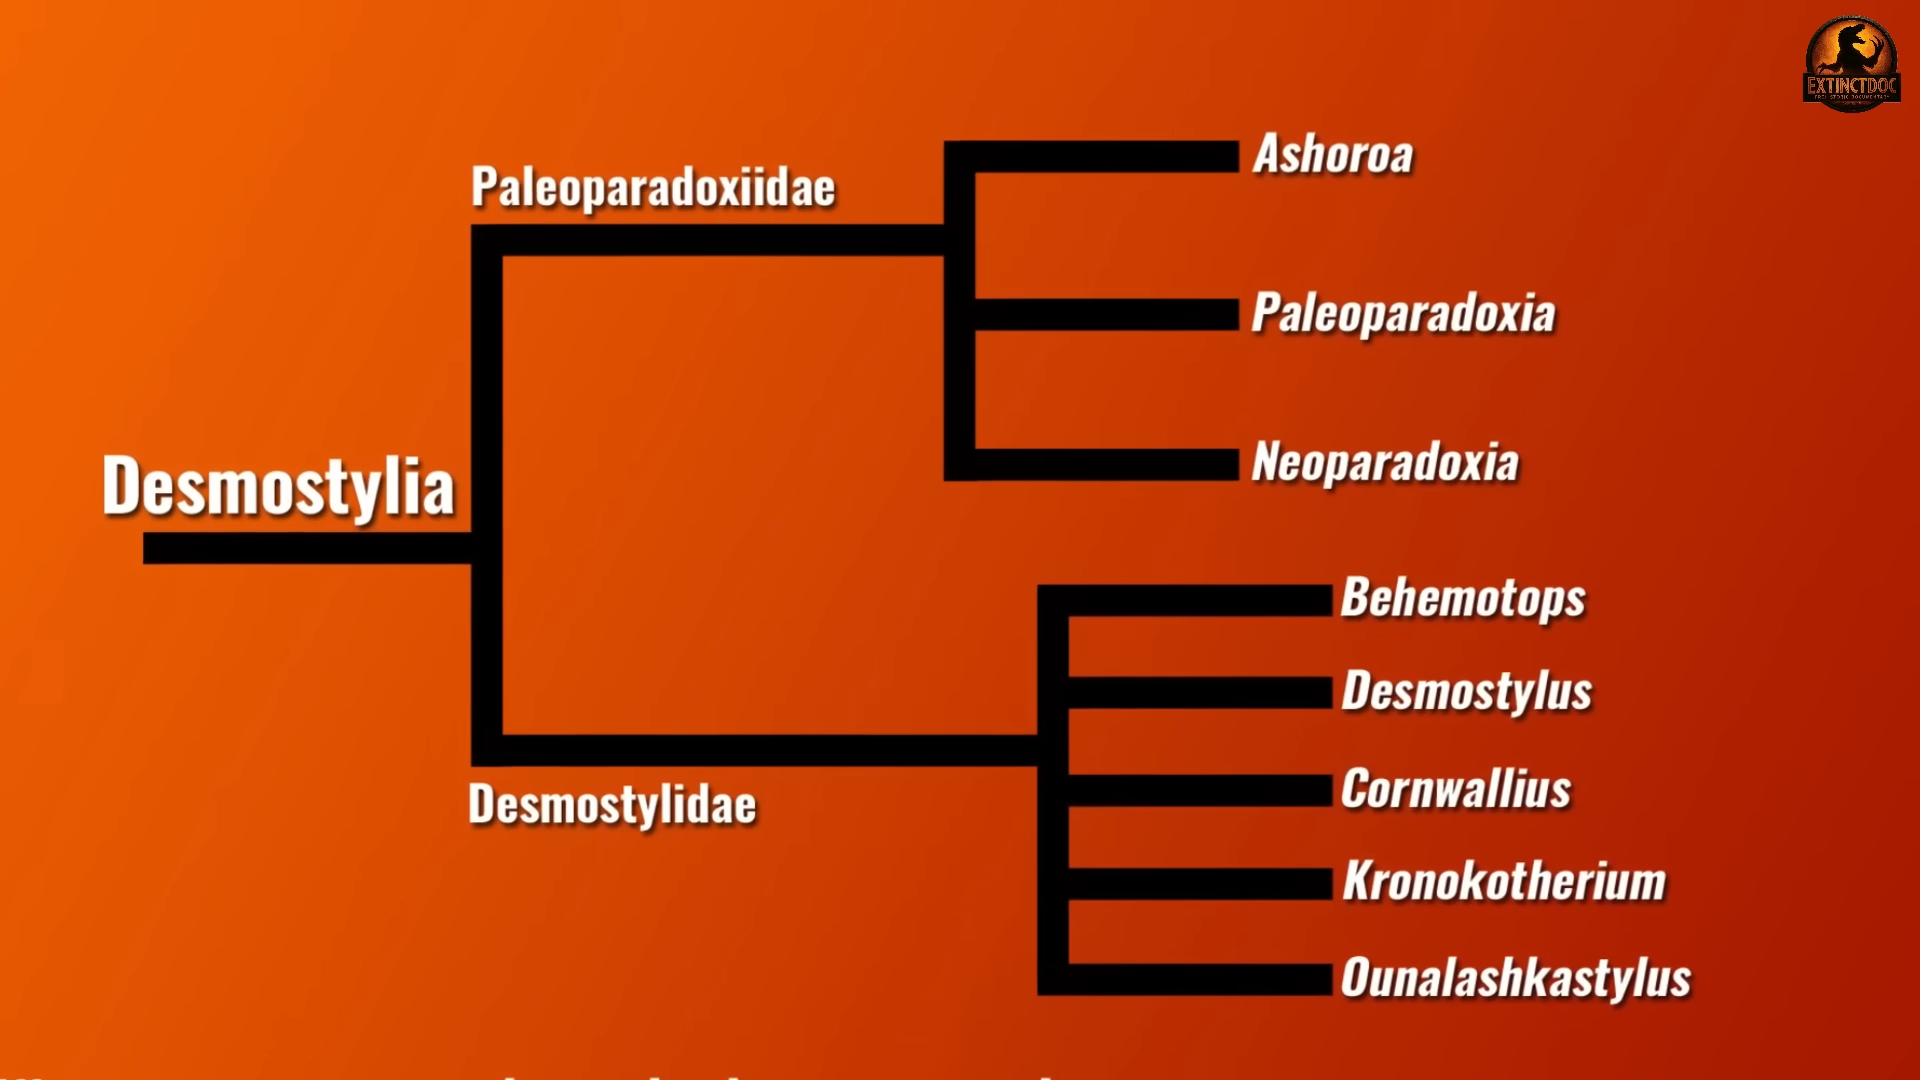 EXTINCTDOC
Ashoroa
Paleoparadoxiidae
Paleoparadoxia
Neoparadoxia
Desmostylia
Behemotops
Desmostylus
Cornwallius
Desmostylidae
Kronokotherium
Ounalashkastylus